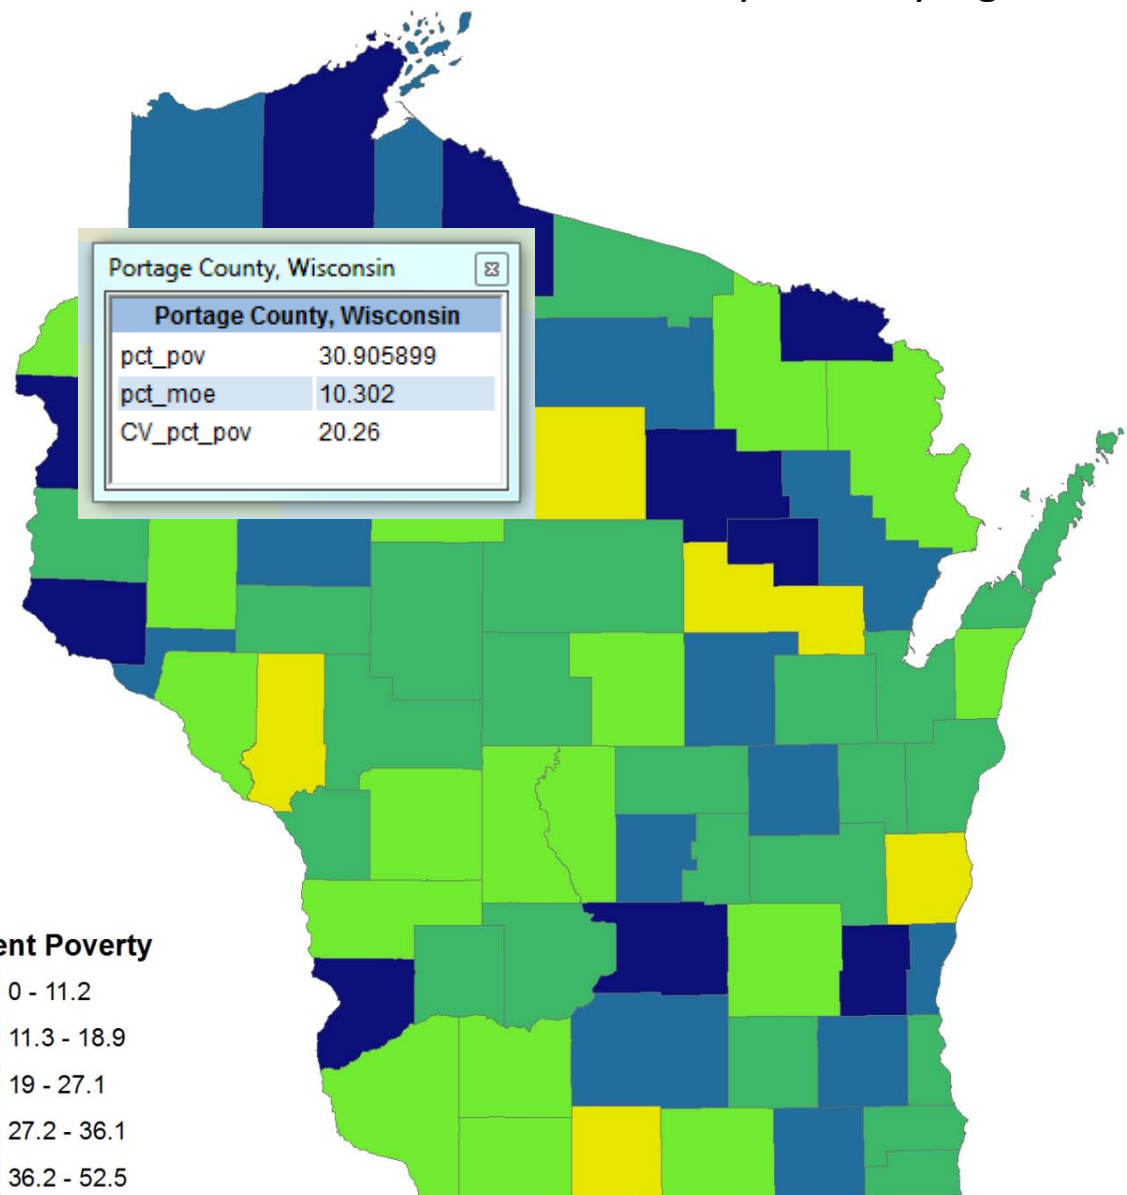 Portage County, Wisconsin
Portage County, Wisconsin
pct_pov 30.905899
pct_moe 10.302
CV_pct_pov 20.26
ent Poverty
0 - 11.2
11.3 - 18.9
19 - 27.1
27.2 - 36.1
36.2 - 52.5